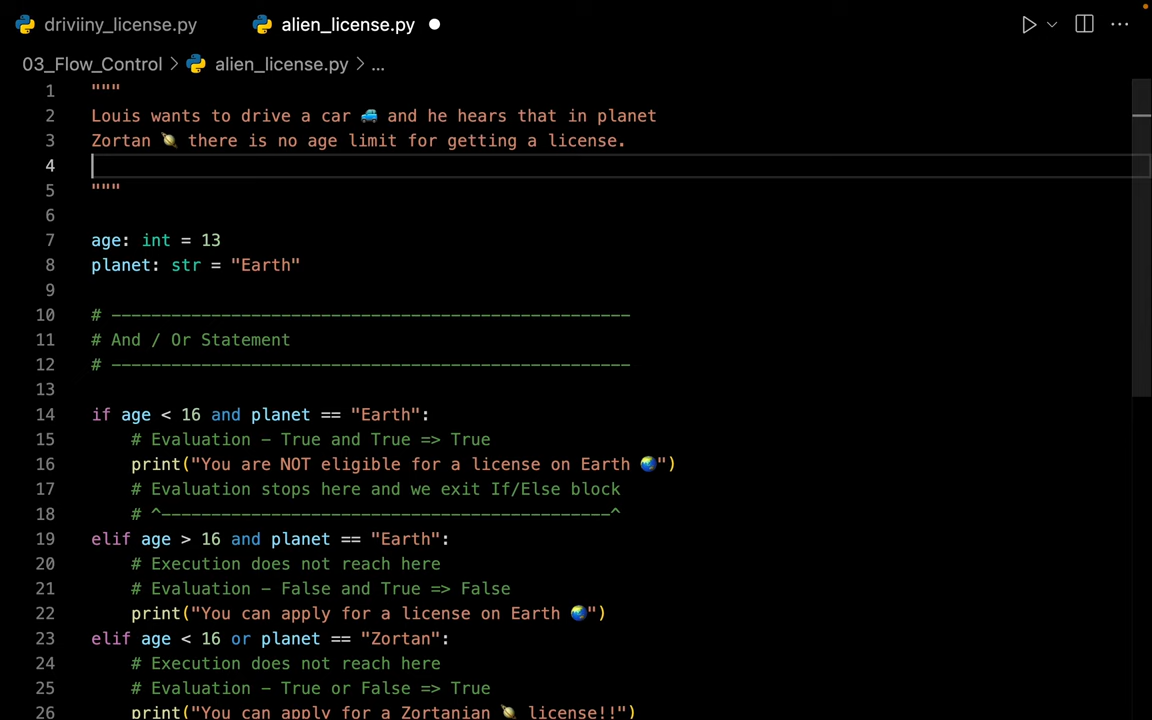 driviiny_license.py alien_license.py
03_Flow_Control > alien_license.py > ...
1 """
2 Louis wants to drive a car 🚙 and he hears that in planet
3 Zortan 🪐 there is no age limit for getting a license.
4
5 """
6
7 age: int = 13
8 planet: str = "Earth"
9
10 # ----------------------------------------------------
11 # And / Or Statement
12 # ----------------------------------------------------
13
14 if age < 16 and planet == "Earth":
15 # Evaluation - True and True => True
16 print("You are NOT eligible for a license on Earth 🌏")
17 # Evaluation stops here and we exit If/Else block
18 # ^---------------------------------------------^
19 elif age > 16 and planet == "Earth":
20 # Execution does not reach here
21 # Evaluation - False and True => False
22 print("You can apply for a license on Earth 🌏")
23 elif age < 16 or planet == "Zortan":
24 # Execution does not reach here
25 # Evaluation - True or False => True
26 print("You can apply for a Zortanian 🪐 license!!")